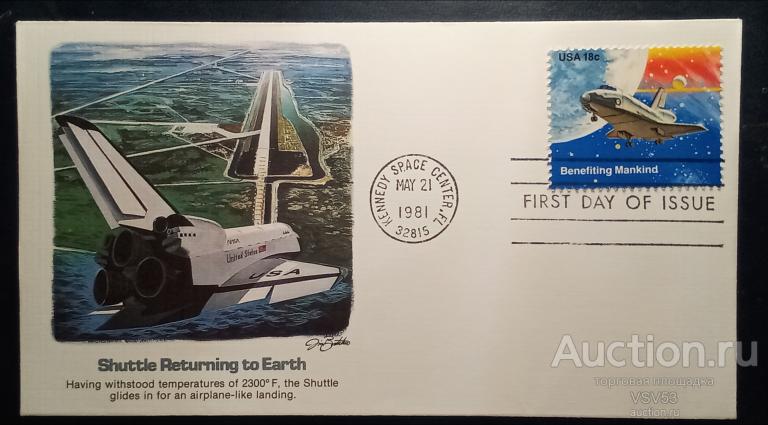 USA 18c
Benefiting Mankind
KENNEDY SPACE CENTER, FL
MAY 21
1981
32815
FIRST DAY OF ISSUE
NASA
United States
USA
Shuttle Returning to Earth
Having withstood temperatures of 2300° F, the Shuttle
glides in for an airplane-like landing.
Auction.ru
торговая площадка
VSV53
auction.ru